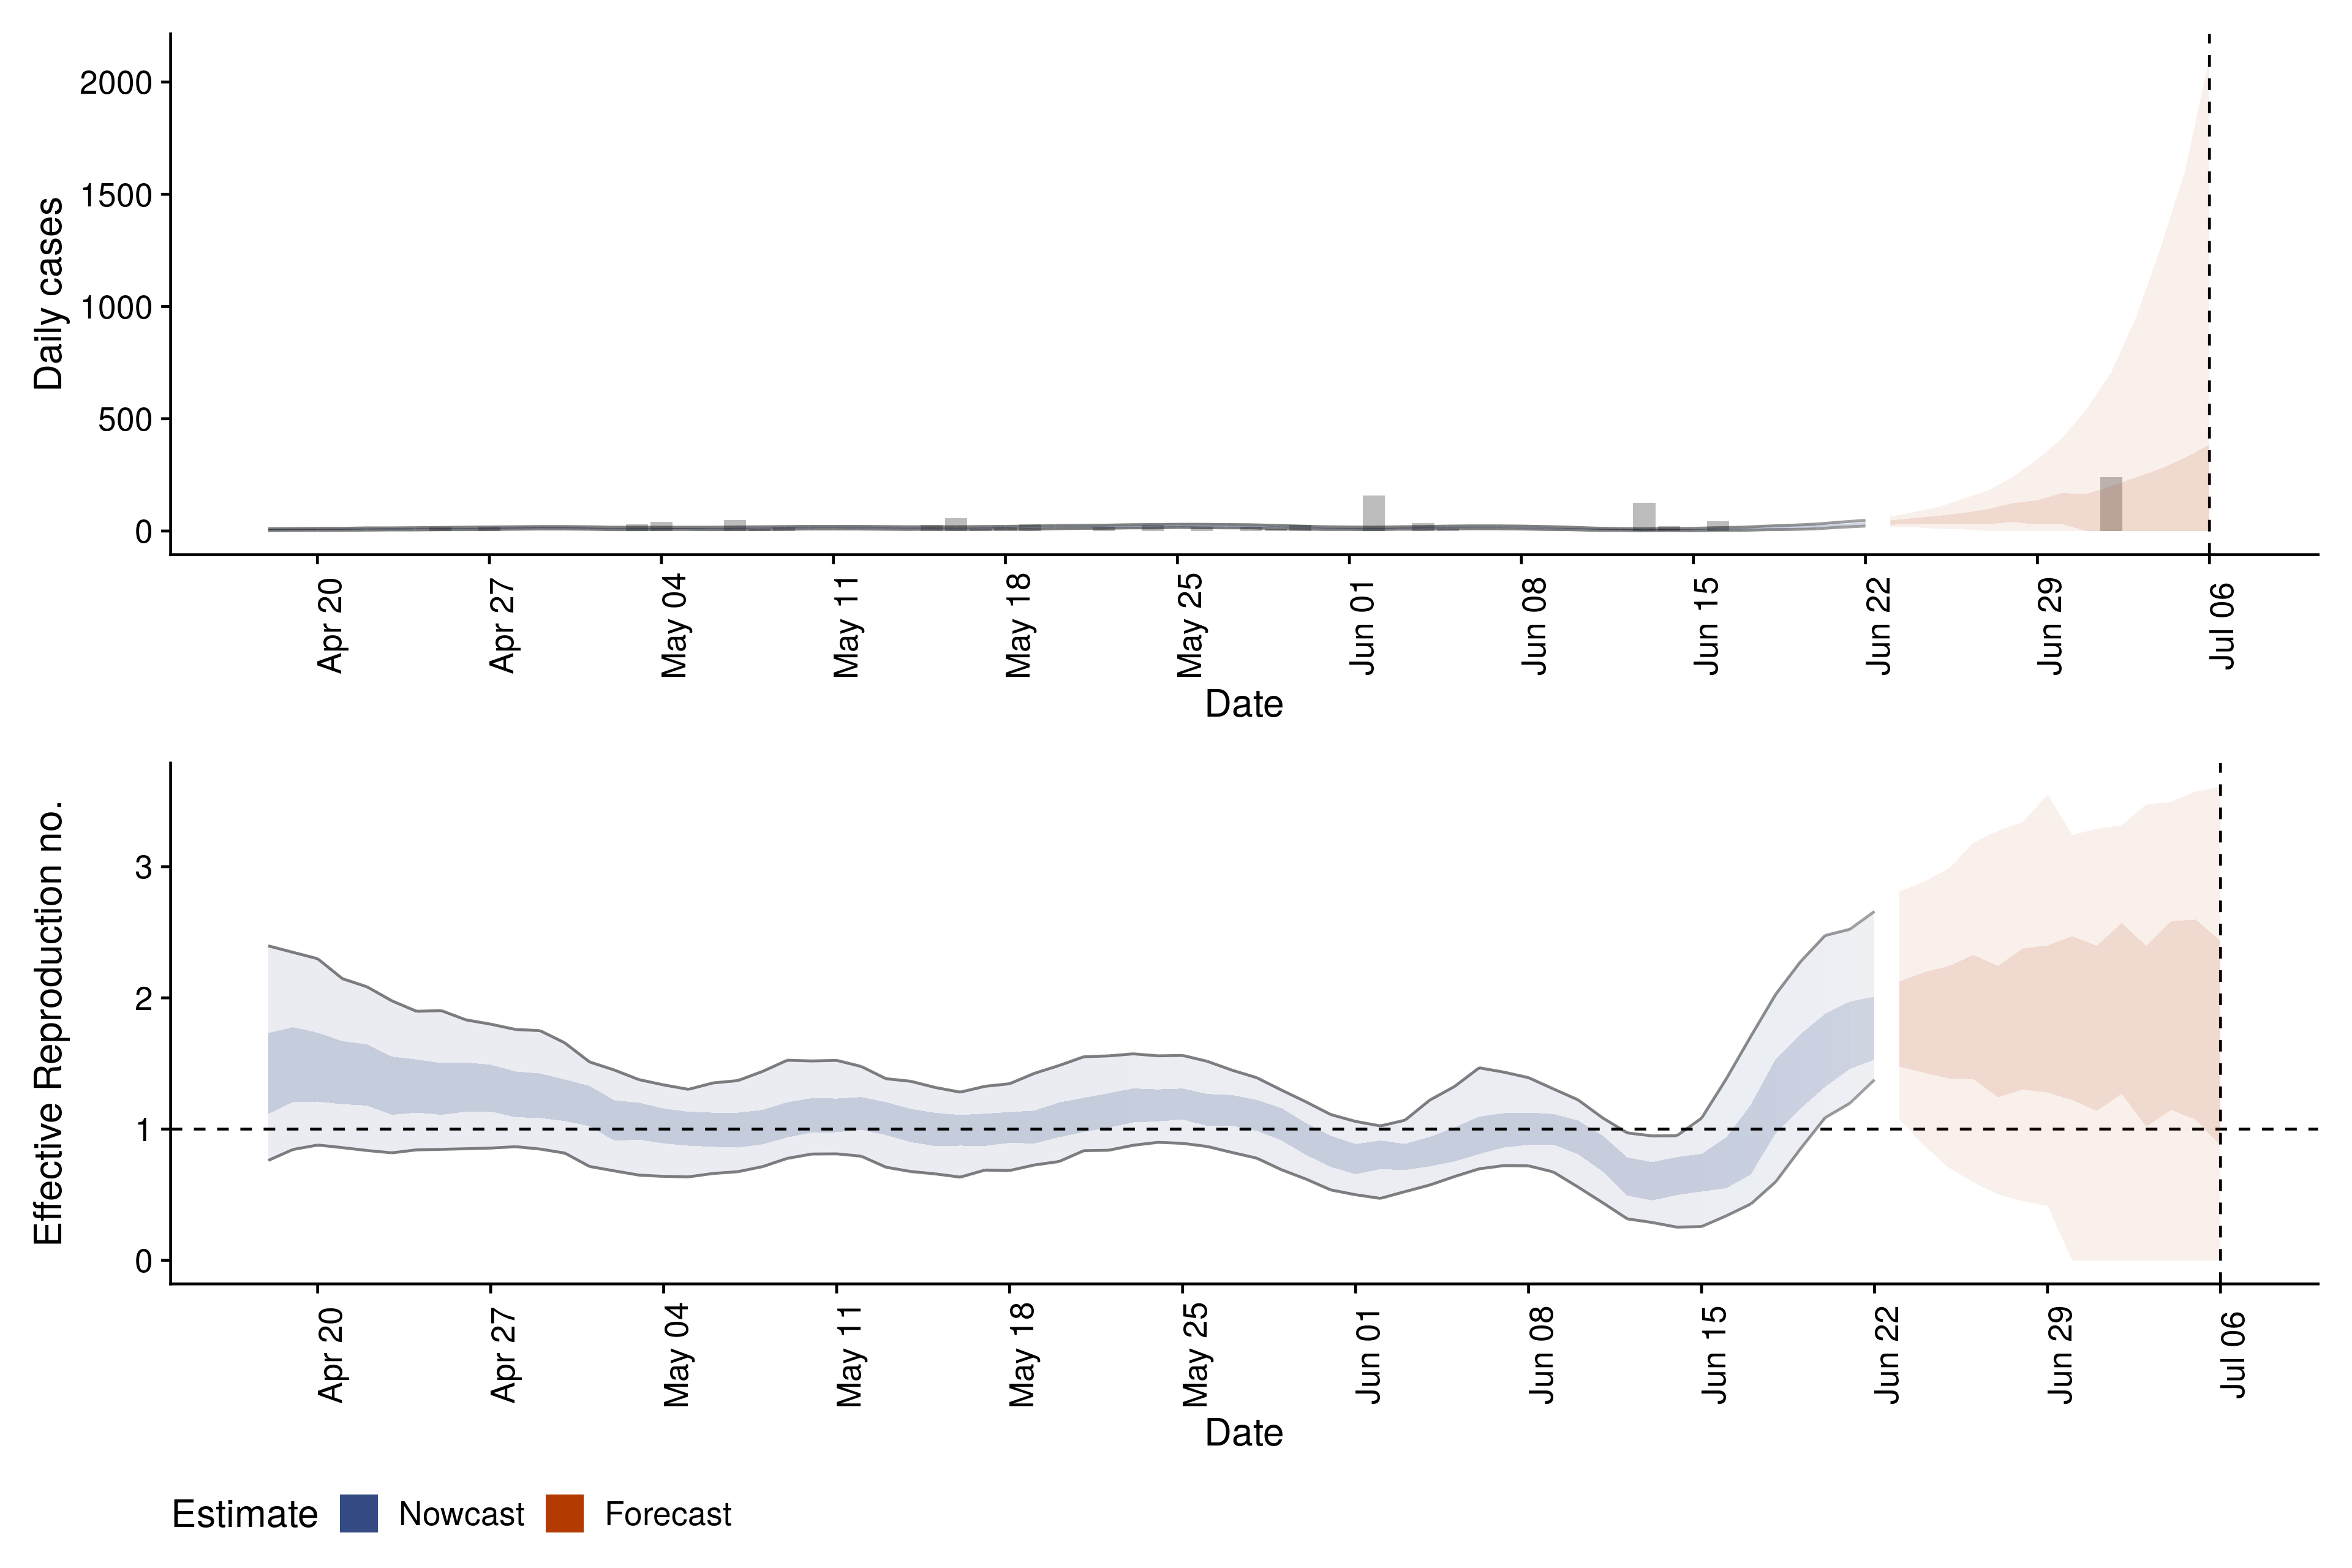 2000
1500
1000
500
0
Daily cases
Apr 20
Apr 27
May 04
May 11
May 18
May 25
Jun 01
Jun 08
Jun 15
Jun 22
Jun 29
Jul 06
Date
3
2
1
0
Effective Reproduction no.
Apr 20
Apr 27
May 04
May 11
May 18
May 25
Jun 01
Jun 08
Jun 15
Jun 22
Jun 29
Jul 06
Date
Estimate Nowcast Forecast